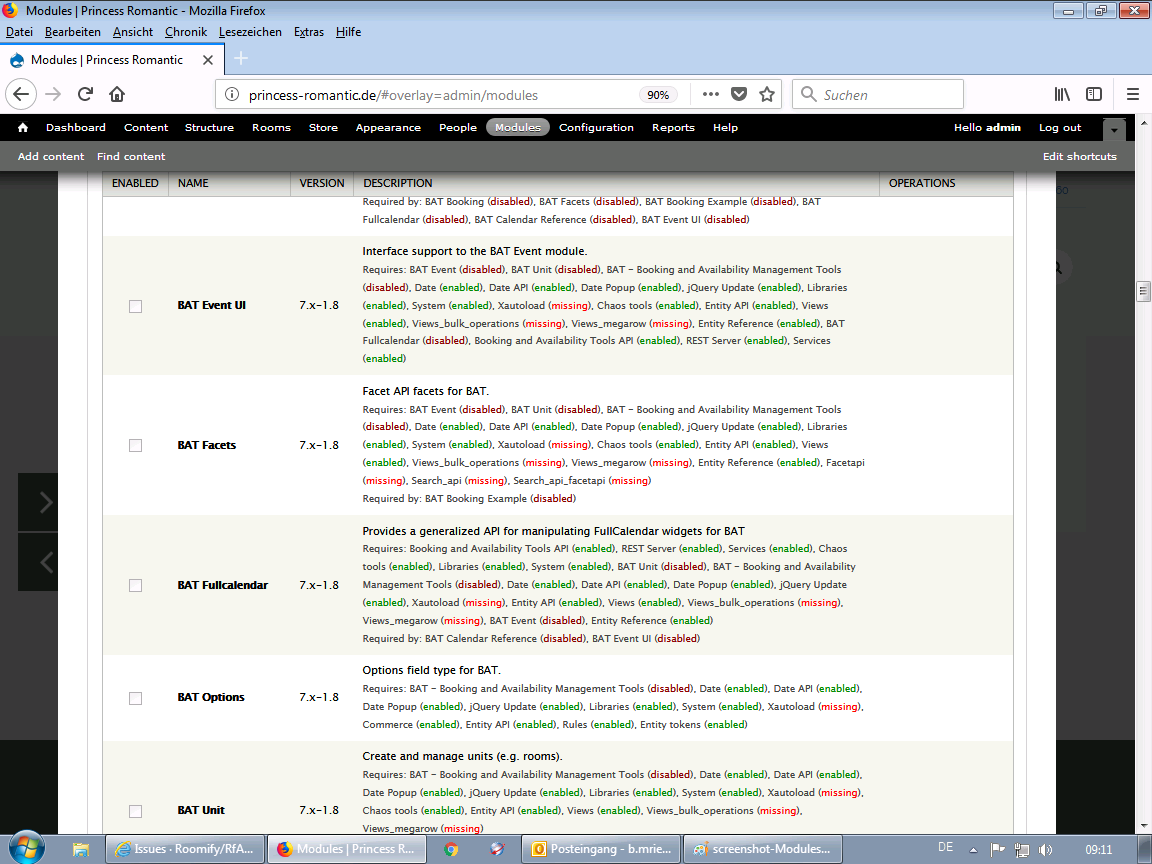 Modules | Princess Romantic - Mozilla Firefox
Datei Bearbeiten Ansicht Chronik Lesezeichen Extras Hilfe
Modules | Princess Romantic
princess-romantic.de/#overlay=admin/modules 90% Suchen
Dashboard Content Structure Rooms Store Appearance People Modules Configuration Reports Help Hello admin Log out
Add content Find content Edit shortcuts
ENABLED NAME VERSION DESCRIPTION OPERATIONS
Required by: BAT Booking (disabled), BAT Facets (disabled), BAT Booking Example (disabled), BAT
Fullcalendar (disabled), BAT Calendar Reference (disabled), BAT Event UI (disabled)
Interface support to the BAT Event module.
Requires: BAT Event (disabled), BAT Unit (disabled), BAT - Booking and Availability Management Tools
(disabled), Date (enabled), Date API (enabled), Date Popup (enabled), jQuery Update (enabled), Libraries
BAT Event UI 7.x-1.8 (enabled), System (enabled), Xautoload (missing), Chaos tools (enabled), Entity API (enabled), Views
(enabled), Views_bulk_operations (missing), Views_megarow (missing), Entity Reference (enabled), BAT
Fullcalendar (disabled), Booking and Availability Tools API (enabled), REST Server (enabled), Services
(enabled)
Facet API facets for BAT.
Requires: BAT Event (disabled), BAT Unit (disabled), BAT - Booking and Availability Management Tools
(disabled), Date (enabled), Date API (enabled), Date Popup (enabled), jQuery Update (enabled), Libraries
BAT Facets 7.x-1.8 (enabled), System (enabled), Xautoload (missing), Chaos tools (enabled), Entity API (enabled), Views
(enabled), Views_bulk_operations (missing), Views_megarow (missing), Entity Reference (enabled), Facetapi
(missing), Search_api (missing), Search_api_facetapi (missing)
Required by: BAT Booking Example (disabled)
Provides a generalized API for manipulating FullCalendar widgets for BAT
Requires: Booking and Availability Tools API (enabled), REST Server (enabled), Services (enabled), Chaos
tools (enabled), Libraries (enabled), System (enabled), BAT Unit (disabled), BAT - Booking and Availability
BAT Fullcalendar 7.x-1.8 Management Tools (disabled), Date (enabled), Date API (enabled), Date Popup (enabled), jQuery Update
(enabled), Xautoload (missing), Entity API (enabled), Views (enabled), Views_bulk_operations (missing),
Views_megarow (missing), BAT Event (disabled), Entity Reference (enabled)
Required by: BAT Calendar Reference (disabled), BAT Event UI (disabled)
Options field type for BAT.
Requires: BAT - Booking and Availability Management Tools (disabled), Date (enabled), Date API (enabled),
BAT Options 7.x-1.8 Date Popup (enabled), jQuery Update (enabled), Libraries (enabled), System (enabled), Xautoload (missing),
Commerce (enabled), Entity API (enabled), Rules (enabled), Entity tokens (enabled)
Create and manage units (e.g. rooms).
Requires: BAT - Booking and Availability Management Tools (disabled), Date (enabled), Date API (enabled),
Date Popup (enabled), jQuery Update (enabled), Libraries (enabled), System (enabled), Xautoload (missing),
BAT Unit 7.x-1.8 Chaos tools (enabled), Entity API (enabled), Views (enabled), Views_bulk_operations (missing),
Views_megarow (missing)
Issues · Roomify/RfA... Modules | Princess R... Posteingang - b.mrie... screenshot-Modules... DE 09:11